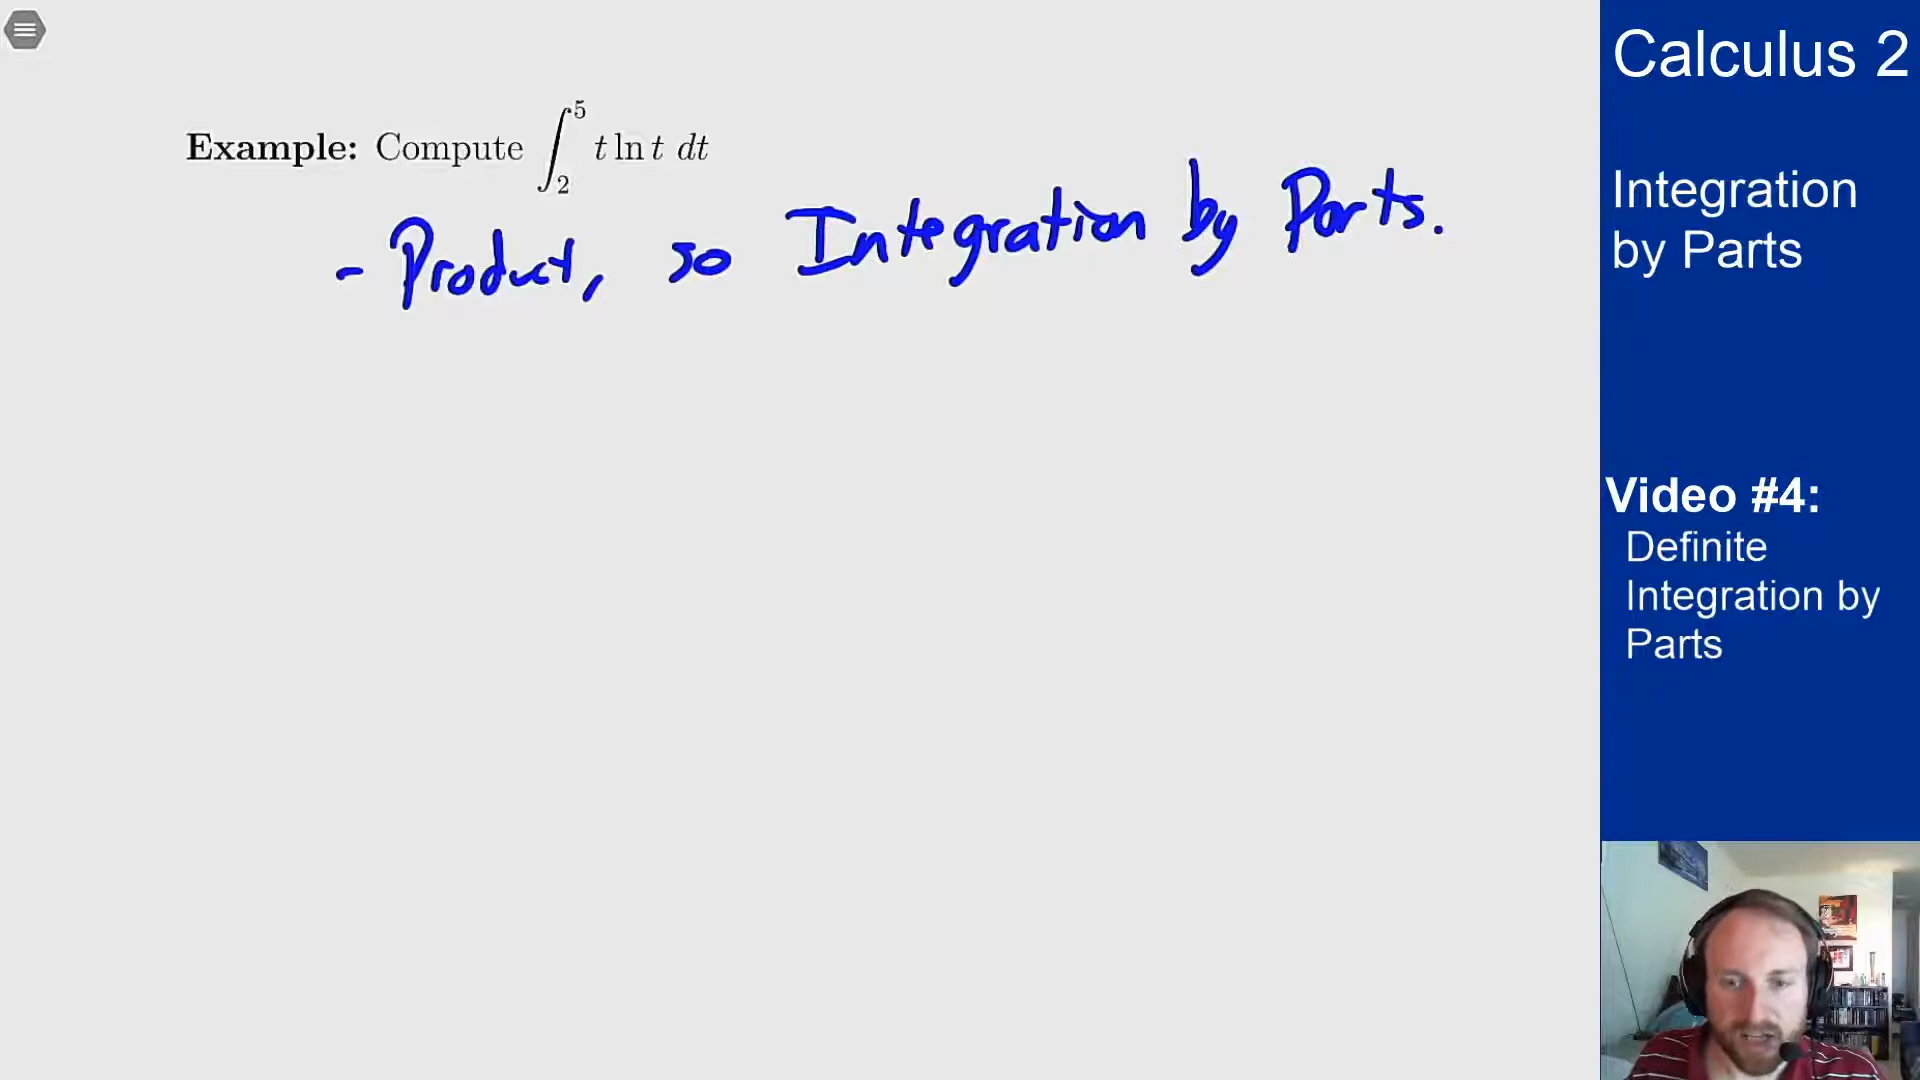 Example: Compute ∫₂⁵ t ln t dt
- Product, so Integration by Parts.
Calculus 2
Integration
by Parts
Video #4:
Definite
Integration by
Parts